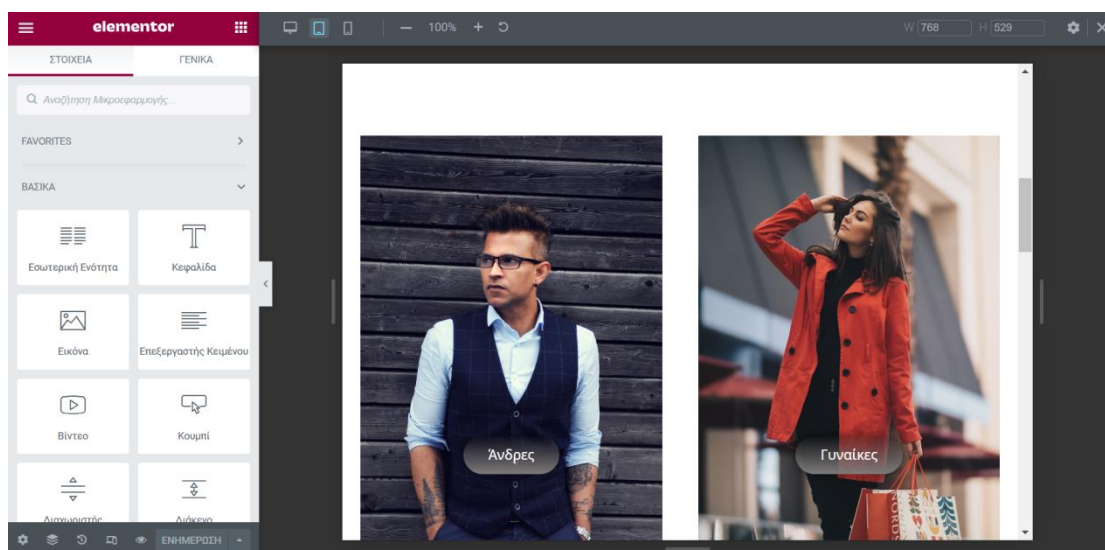 elementor
100%
W 768 H 529
ΣΤΟΙΧΕΙΑ ΓΕΝΙΚΑ
Αναζήτηση Μικροεφαρμογής...
FAVORITES
ΒΑΣΙΚΑ
Εσωτερική Ενότητα Κεφαλίδα
Εικόνα Επεξεργαστής Κειμένου
Βίντεο Κουμπί
Διαχωριστής Διάκενο
ΕΝΗΜΕΡΩΣΗ
Άνδρες Γυναίκες